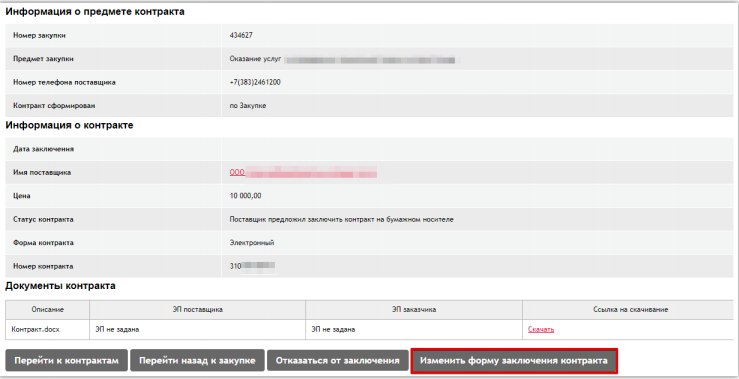 Информация о предмете контракта
Номер закупки 434627
Предмет закупки Оказание услуг
Номер телефона поставщика +7(383)2461200
Контракт сформирован по Закупке
Информация о контракте
Дата заключения
Имя поставщика ООО
Цена 10 000,00
Статус контракта Поставщик предложил заключить контракт на бумажном носителе
Форма контракта Электронный
Номер контракта 310
Документы контракта
Описание ЭП поставщика ЭП заказчика Ссылка на скачивание
Контракт.docx ЭП не задана ЭП не задана Скачать
Перейти к контрактам Перейти назад к закупке Отказаться от заключения Изменить форму заключения контракта